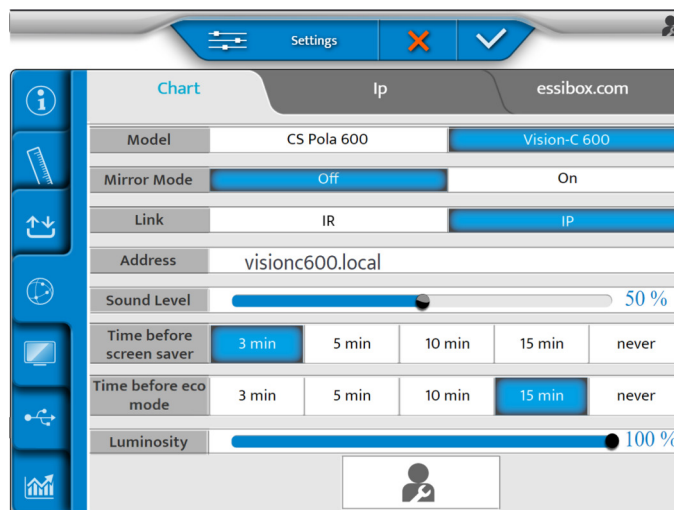 Settings
Chart Ip essibox.com
Model CS Pola 600 Vision-C 600
Mirror Mode Off On
Link IR IP
Address visionc600.local
Sound Level 50 %
Time before screen saver 3 min 5 min 10 min 15 min never
Time before eco mode 3 min 5 min 10 min 15 min never
Luminosity 100 %